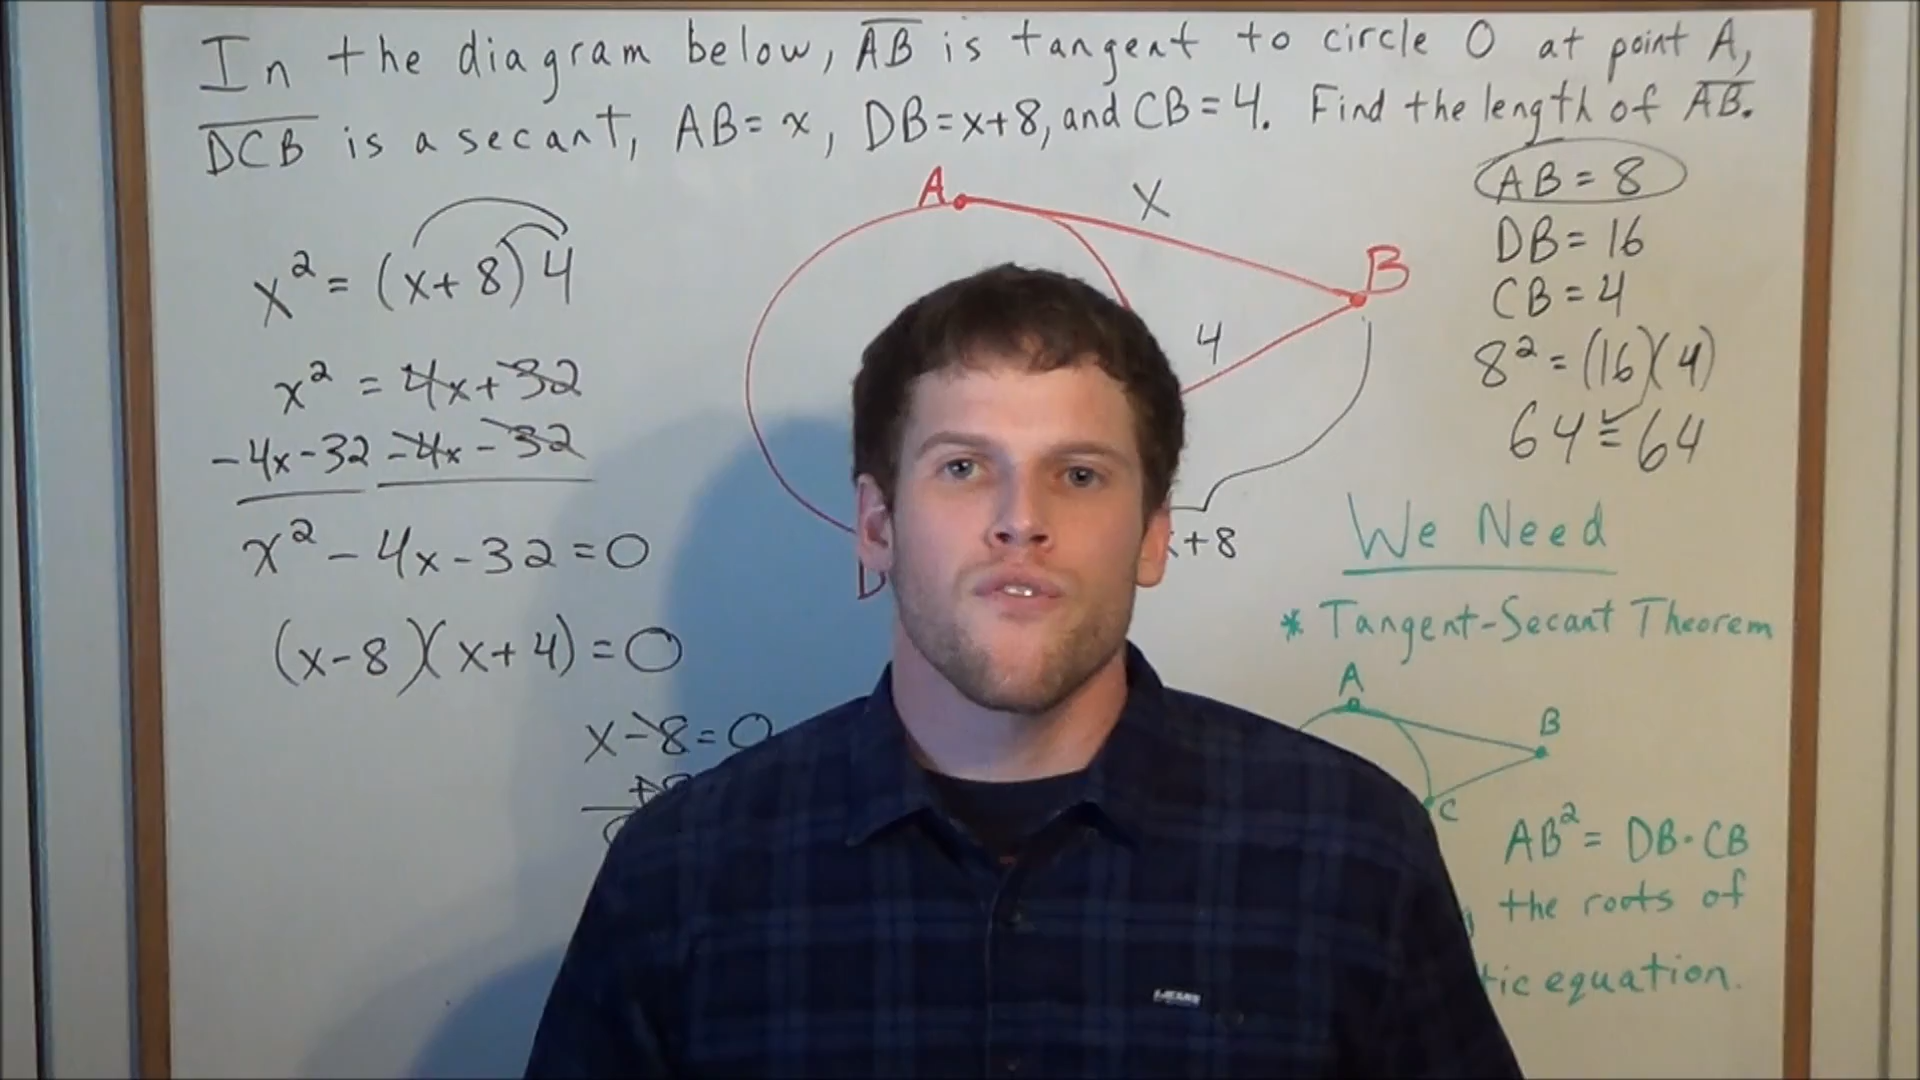 In the diagram below, AB is tangent to circle O at point A,
DCB is a secant, AB = x, DB = x+8, and CB = 4. Find the length of AB.
x² = (x+8)4
x² = 4x+32
-4x-32 -4x-32
x² - 4x - 32 = 0
(x-8)(x+4) = 0
x-8=0
A
x
B
4
D
+8
AB = 8
DB = 16
CB = 4
8² = (16)(4)
64 = 64
We Need
* Tangent-Secant Theorem
A
B
C
AB² = DB·CB
the roots of
equation.